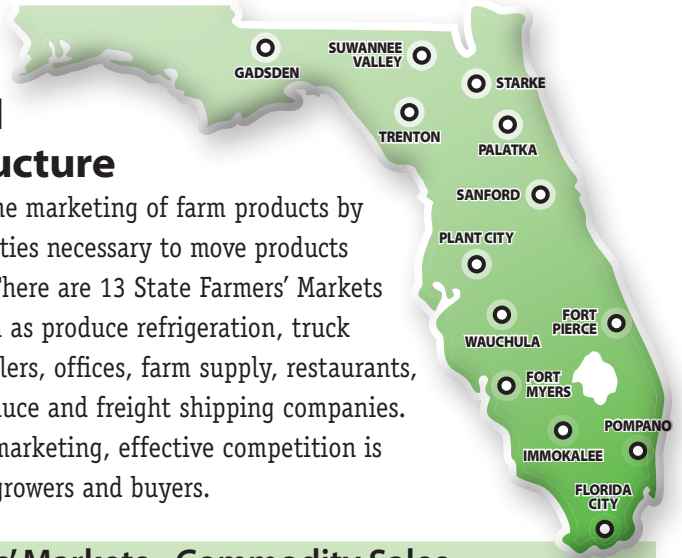 ucture
he marketing of farm products by
ties necessary to move products
There are 13 State Farmers' Markets
as produce refrigeration, truck
lers, offices, farm supply, restaurants,
uce and freight shipping companies.
marketing, effective competition is
growers and buyers.
GADSDEN
SUWANNEE
VALLEY
STARKE
TRENTON
PALATKA
SANFORD
PLANT CITY
WAUCHULA
FORT
PIERCE
FORT
MYERS
IMMOKALEE
POMPANO
FLORIDA
CITY
s' Markets - Commodity Sales